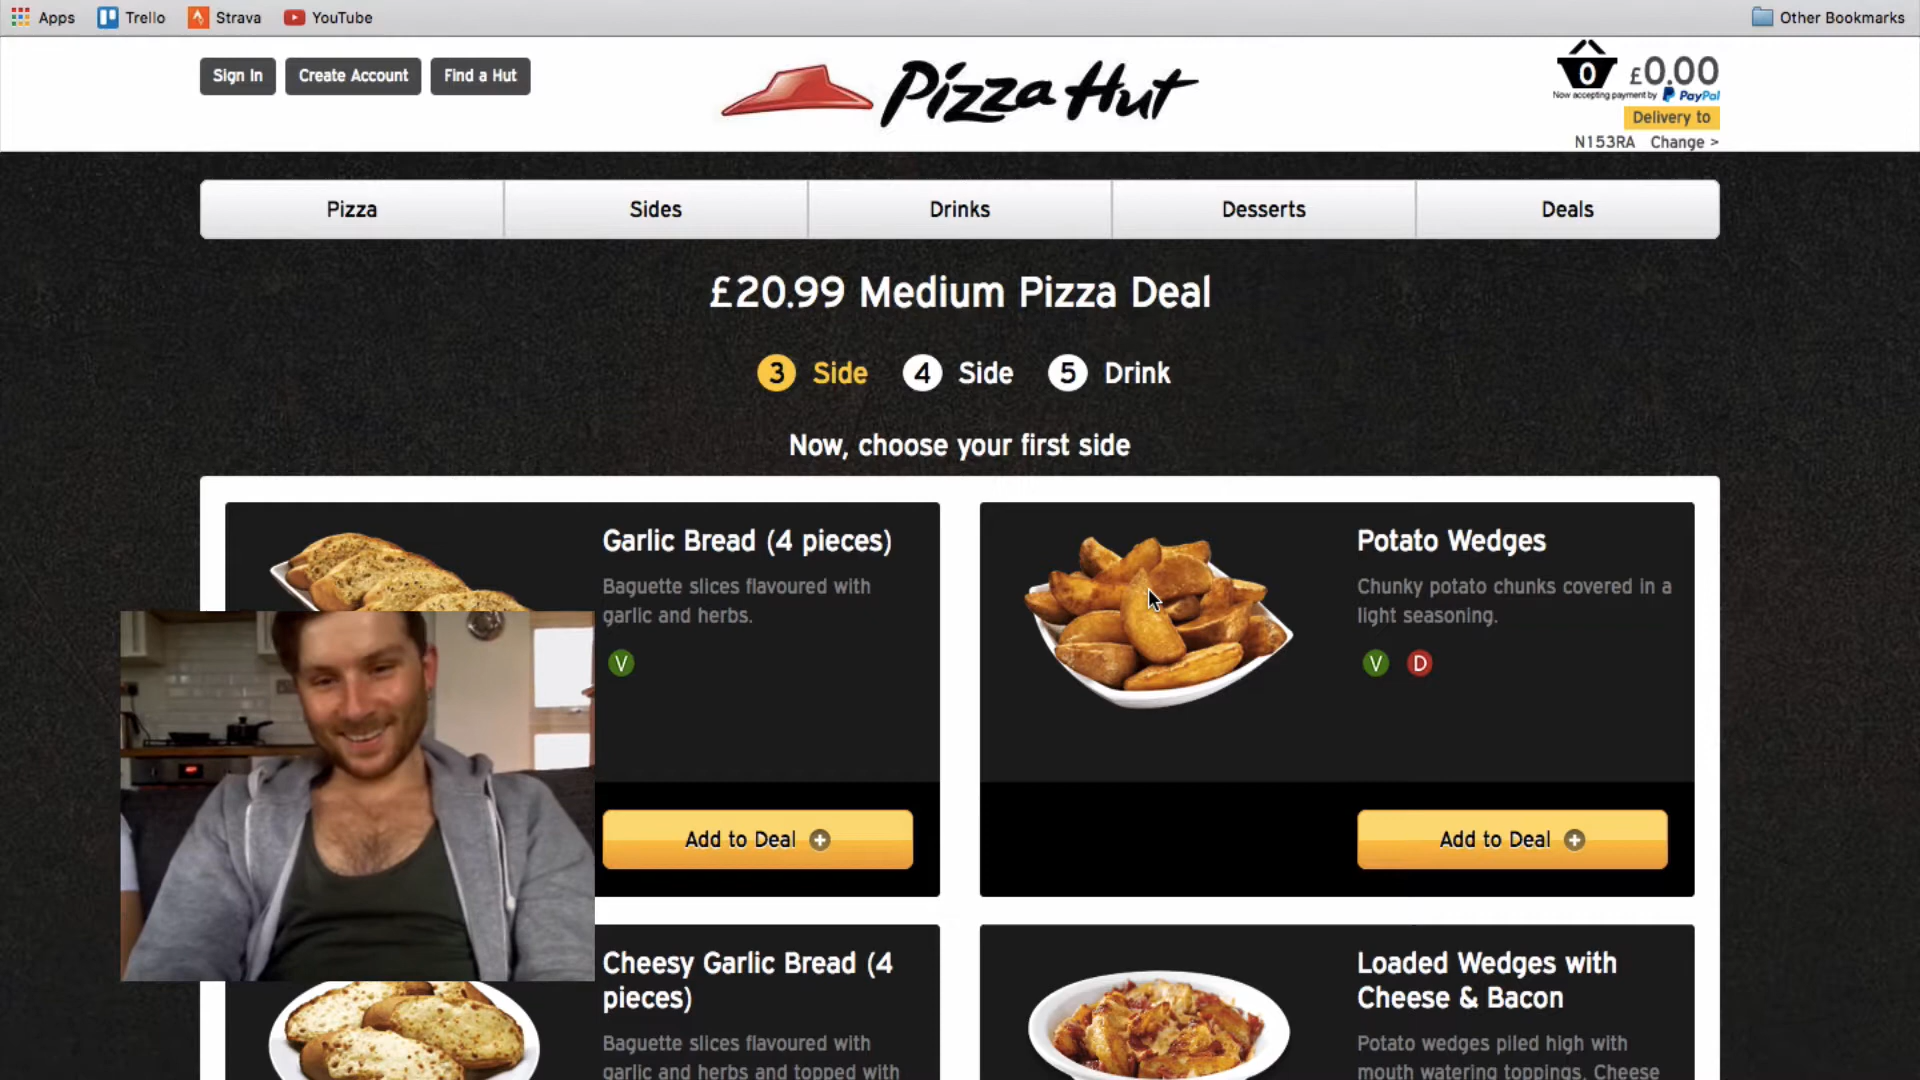 Apps Trello Strava YouTube Other Bookmarks
Sign In Create Account Find a Hut
Pizza Hut
0 £0.00
Now accepting payment by PayPal
Delivery to
N153RA Change >
Pizza Sides Drinks Desserts Deals
£20.99 Medium Pizza Deal
3 Side 4 Side 5 Drink
Now, choose your first side
Garlic Bread (4 pieces)
Baguette slices flavoured with
garlic and herbs.
V
Add to Deal +
Potato Wedges
Chunky potato chunks covered in a
light seasoning.
V D
Add to Deal +
Cheesy Garlic Bread (4
pieces)
Baguette slices flavoured with
garlic and herbs and topped with
Loaded Wedges with
Cheese & Bacon
Potato wedges piled high with
mouth watering toppings. Cheese